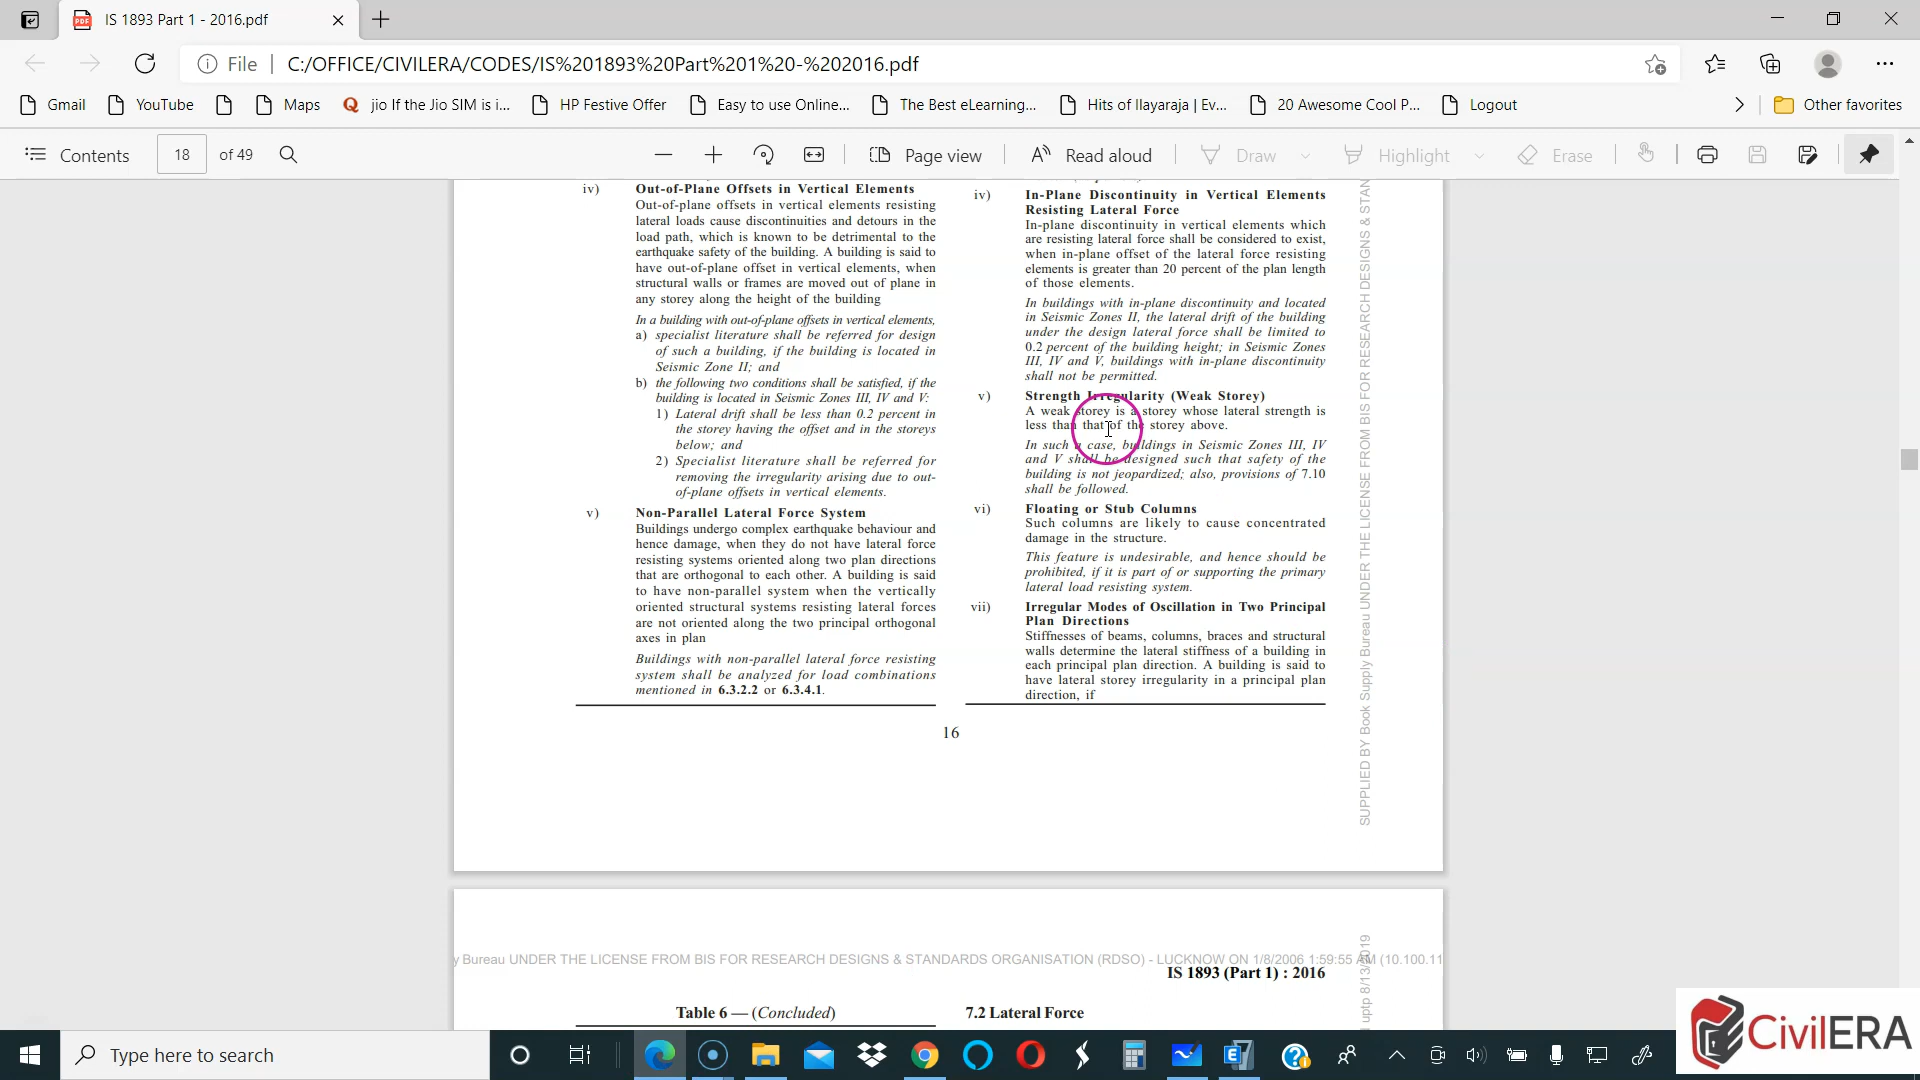 IS 1893 Part 1 - 2016.pdf
File
C:/OFFICE/CIVILERA/CODES/IS%201893%20Part%201%20-%202016.pdf
Gmail
YouTube
Maps
jio If the Jio SIM is i...
HP Festive Offer
Easy to use Online...
The Best eLearning...
Hits of Ilayaraja | Ev...
20 Awesome Cool P...
Logout
Other favorites
Contents
18
of 49
Page view
Read aloud
Draw
Highlight
Erase
iv) Out-of-Plane Offsets in Vertical Elements
Out-of-plane offsets in vertical elements resisting
lateral loads cause discontinuities and detours in the
load path, which is known to be detrimental to the
earthquake safety of the building. A building is said to
have out-of-plane offset in vertical elements, when
structural walls or frames are moved out of plane in
any storey along the height of the building
In a building with out-of-plane offsets in vertical elements,
a) specialist literature shall be referred for design
of such a building, if the building is located in
Seismic Zone II; and
b) the following two conditions shall be satisfied, if the
building is located in Seismic Zones III, IV and V:
1) Lateral drift shall be less than 0.2 percent in
the storey having the offset and in the storeys
below; and
2) Specialist literature shall be referred for
removing the irregularity arising due to out-
of-plane offsets in vertical elements.
v) Non-Parallel Lateral Force System
Buildings undergo complex earthquake behaviour and
hence damage, when they do not have lateral force
resisting systems oriented along two plan directions
that are orthogonal to each other. A building is said
to have non-parallel system when the vertically
oriented structural systems resisting lateral forces
are not oriented along the two principal orthogonal
axes in plan
Buildings with non-parallel lateral force resisting
system shall be analyzed for load combinations
mentioned in 6.3.2.2 or 6.3.4.1.
iv) In-Plane Discontinuity in Vertical Elements
Resisting Lateral Force
In-plane discontinuity in vertical elements which
are resisting lateral force shall be considered to exist,
when in-plane offset of the lateral force resisting
elements is greater than 20 percent of the plan length
of those elements.
In buildings with in-plane discontinuity and located
in Seismic Zones II, the lateral drift of the building
under the design lateral force shall be limited to
0.2 percent of the building height; in Seismic Zones
III, IV and V, buildings with in-plane discontinuity
shall not be permitted.
v) Strength Irregularity (Weak Storey)
A weak storey is a storey whose lateral strength is
less than that of the storey above.
In such a case, buildings in Seismic Zones III, IV
and V shall be designed such that safety of the
building is not jeopardized; also, provisions of 7.10
shall be followed.
vi) Floating or Stub Columns
Such columns are likely to cause concentrated
damage in the structure.
This feature is undesirable, and hence should be
prohibited, if it is part of or supporting the primary
lateral load resisting system.
vii) Irregular Modes of Oscillation in Two Principal
Plan Directions
Stiffnesses of beams, columns, braces and structural
walls determine the lateral stiffness of a building in
each principal plan direction. A building is said to
have lateral storey irregularity in a principal plan
direction, if
16
SUPPLIED BY Book Supply Bureau UNDER THE LICENSE FROM BIS FOR RESEARCH DESIGNS & STAN
y Bureau UNDER THE LICENSE FROM BIS FOR RESEARCH DESIGNS & STANDARDS ORGANISATION (RDSO) - LUCKNOW ON 1/8/2006 1:59:55 AM (10.100.11
uptp 8/13/2019
IS 1893 (Part 1) : 2016
Table 6 — (Concluded)
7.2 Lateral Force
Type here to search
CivilERA